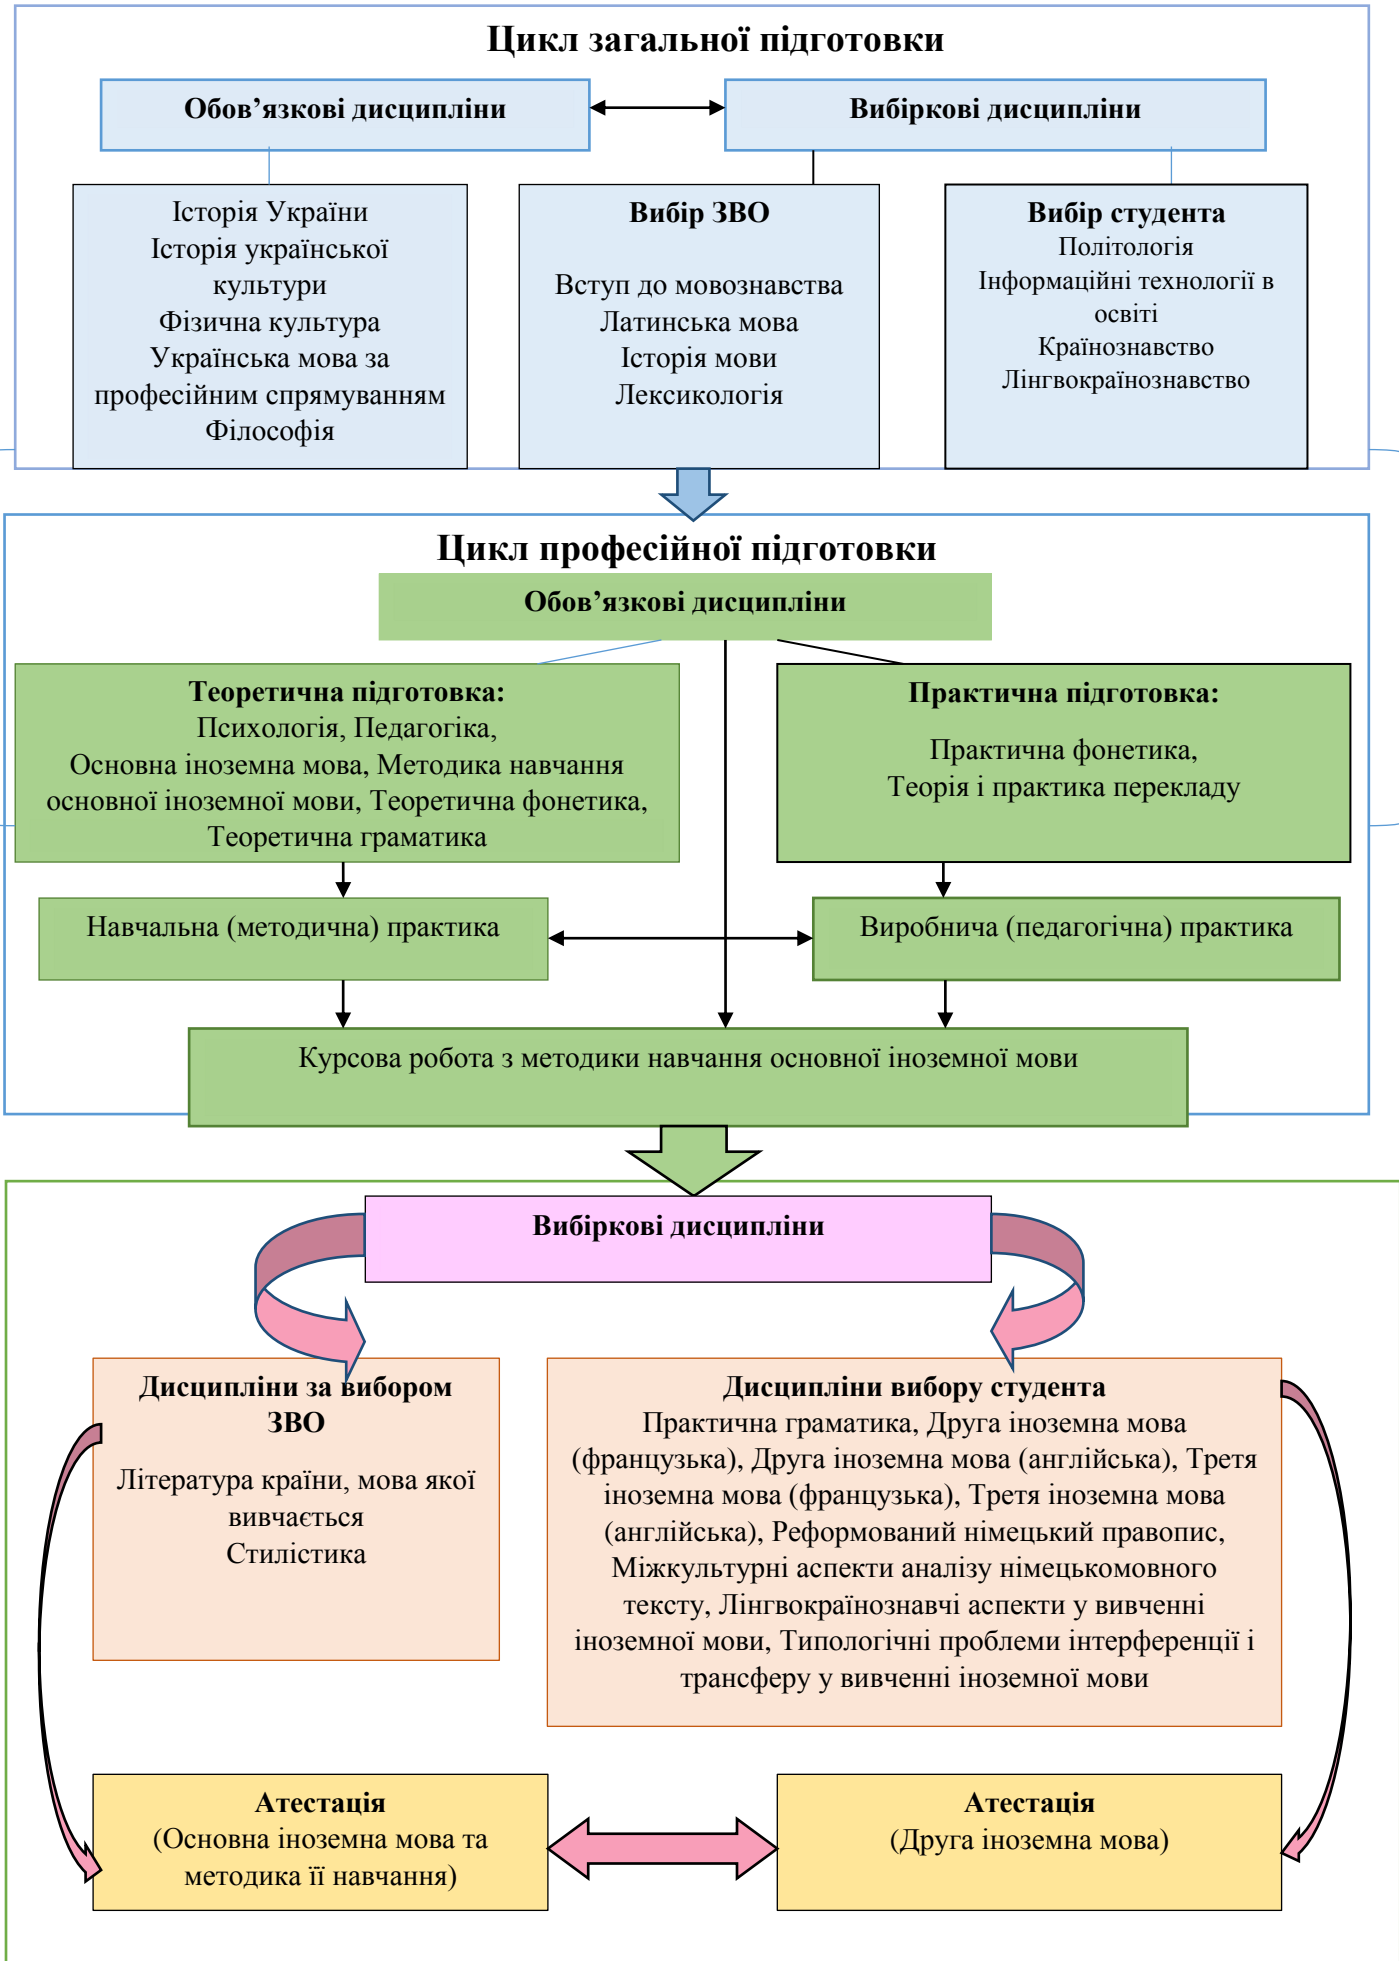 Цикл загальної підготовки
Обов’язкові дисципліни
Вибіркові дисципліни
Історія України
Історія української
культури
Фізична культура
Українська мова за
професійним спрямуванням
Філософія
Вибір ЗВО
Вступ до мовознавства
Латинська мова
Історія мови
Лексикологія
Вибір студента
Політологія
Інформаційні технології в
освіті
Країнознавство
Лінгвокраїнознавство
Цикл професійної підготовки
Обов’язкові дисципліни
Теоретична підготовка:
Психологія, Педагогіка,
Основна іноземна мова, Методика навчання
основної іноземної мови, Теоретична фонетика,
Теоретична граматика
Практична підготовка:
Практична фонетика,
Теорія і практика перекладу
Навчальна (методична) практика
Виробнича (педагогічна) практика
Курсова робота з методики навчання основної іноземної мови
Вибіркові дисципліни
Дисципліни за вибором
ЗВО
Література країни, мова якої
вивчається
Стилістика
Дисципліни вибору студента
Практична граматика, Друга іноземна мова
(французька), Друга іноземна мова (англійська), Третя
іноземна мова (французька), Третя іноземна мова
(англійська), Реформований німецький правопис,
Міжкультурні аспекти аналізу німецькомовного
тексту, Лінгвокраїнознавчі аспекти у вивченні
іноземної мови, Типологічні проблеми інтерференції і
трансферу у вивченні іноземної мови
Атестація
(Основна іноземна мова та
методика її навчання)
Атестація
(Друга іноземна мова)